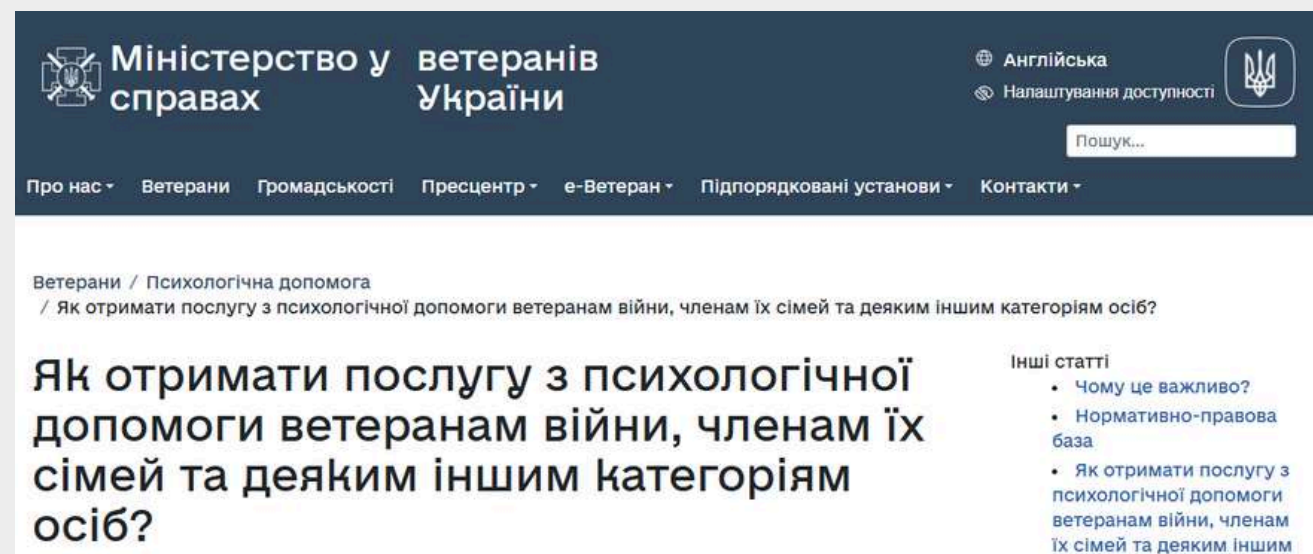 Міністерство у справах ветеранів України
Англійська
Налаштування доступності
Пошук...
Про нас Ветерани Громадськості Пресцентр е-Ветеран Підпорядковані установи Контакти
Ветерани / Психологічна допомога
/ Як отримати послугу з психологічної допомоги ветеранам війни, членам їх сімей та деяким іншим категоріям осіб?
Як отримати послугу з психологічної
допомоги ветеранам війни, членам їх
сімей та деяким іншим категоріям
осіб?
Інші статті
• Чому це важливо?
• Нормативно-правова
база
• Як отримати послугу з
психологічної допомоги
ветеранам війни, членам
їх сімей та деяким іншим